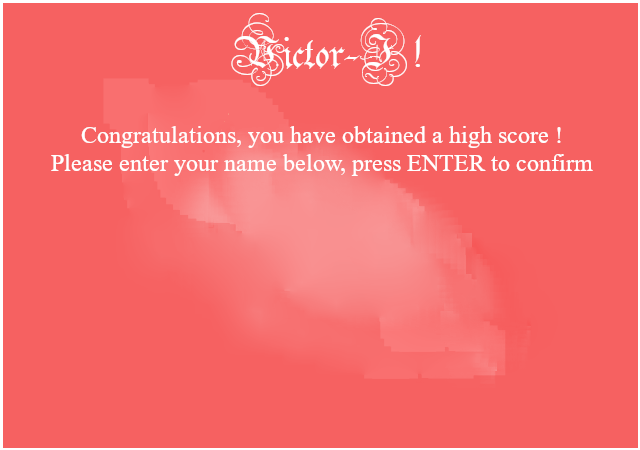 Victor-I !
Congratulations, you have obtained a high score !
Please enter your name below, press ENTER to confirm